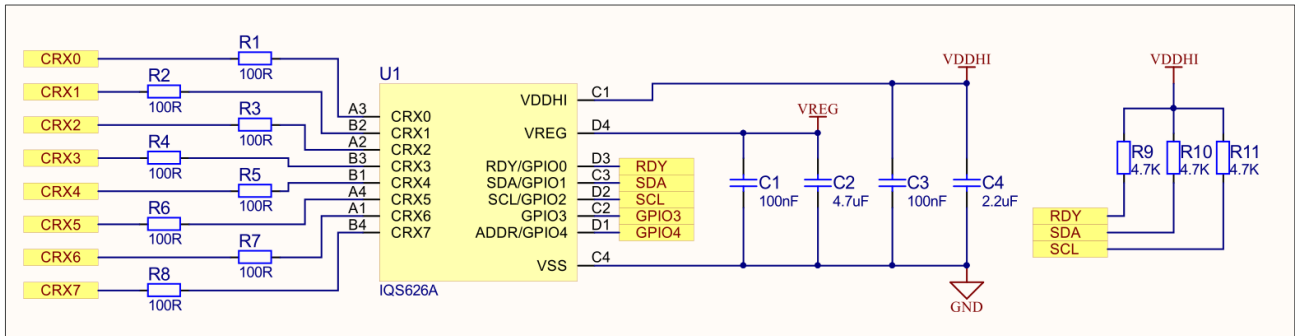 CRX0
R1
100R
CRX1
R2
100R
CRX2
R3
100R
CRX3
R4
100R
CRX4
R5
100R
CRX5
R6
100R
CRX6
R7
100R
CRX7
R8
100R
U1
A3 CRX0
B2 CRX1
A2 CRX2
B3 CRX3
B1 CRX4
A4 CRX5
A1 CRX6
B4 CRX7
VDDHI C1
VREG D4
RDY/GPIO0 D3 RDY
SDA/GPIO1 C3 SDA
SCL/GPIO2 D2 SCL
GPIO3 C2 GPIO3
ADDR/GPIO4 D1 GPIO4
VSS C4
IQS626A
VREG
VDDHI
C1
100nF
C2
4.7uF
C3
100nF
C4
2.2uF
GND
VDDHI
R9
4.7K
R10
4.7K
R11
4.7K
RDY
SDA
SCL